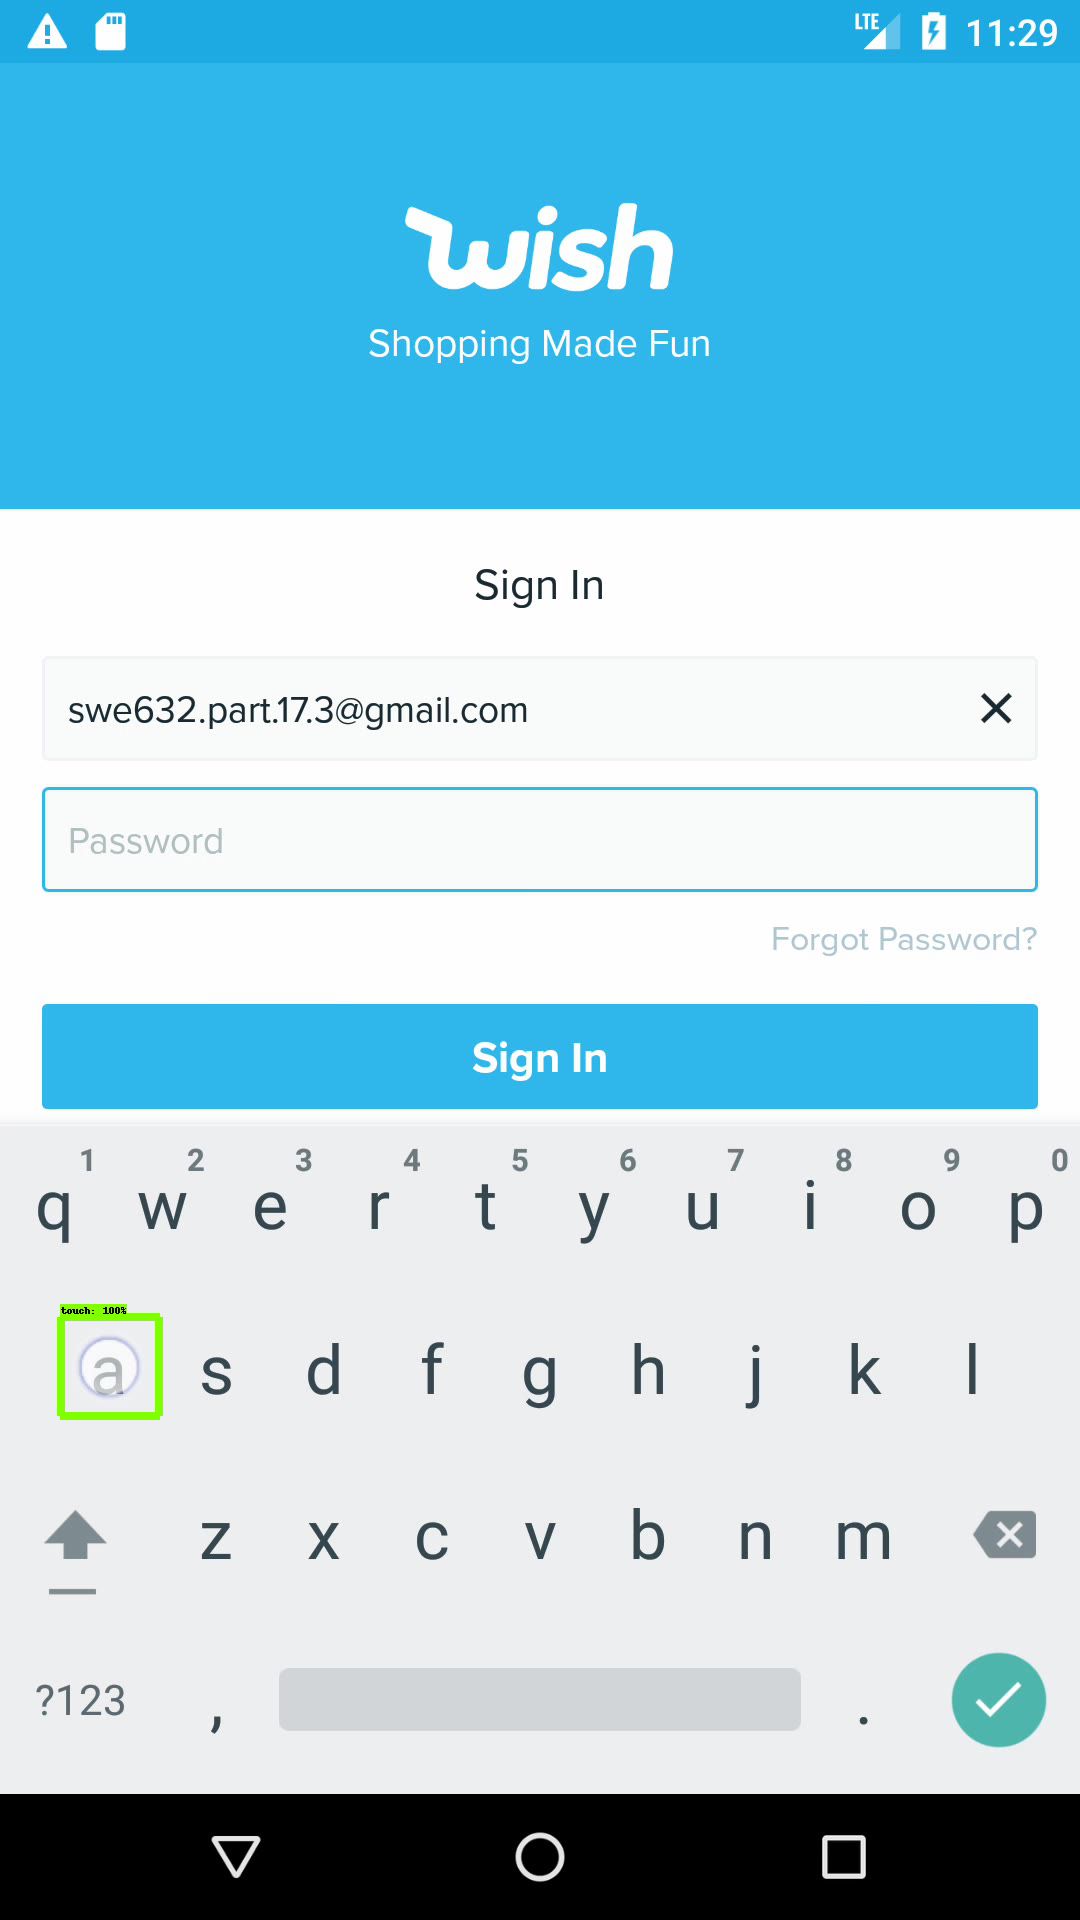 LTE 11:29
wish
Shopping Made Fun
Sign In
swe632.part.17.3@gmail.com
Password
Forgot Password?
Sign In
1 2 3 4 5 6 7 8 9 0
q w e r t y u i o p
touch: 100%
a s d f g h j k l
z x c v b n m
?123 , .